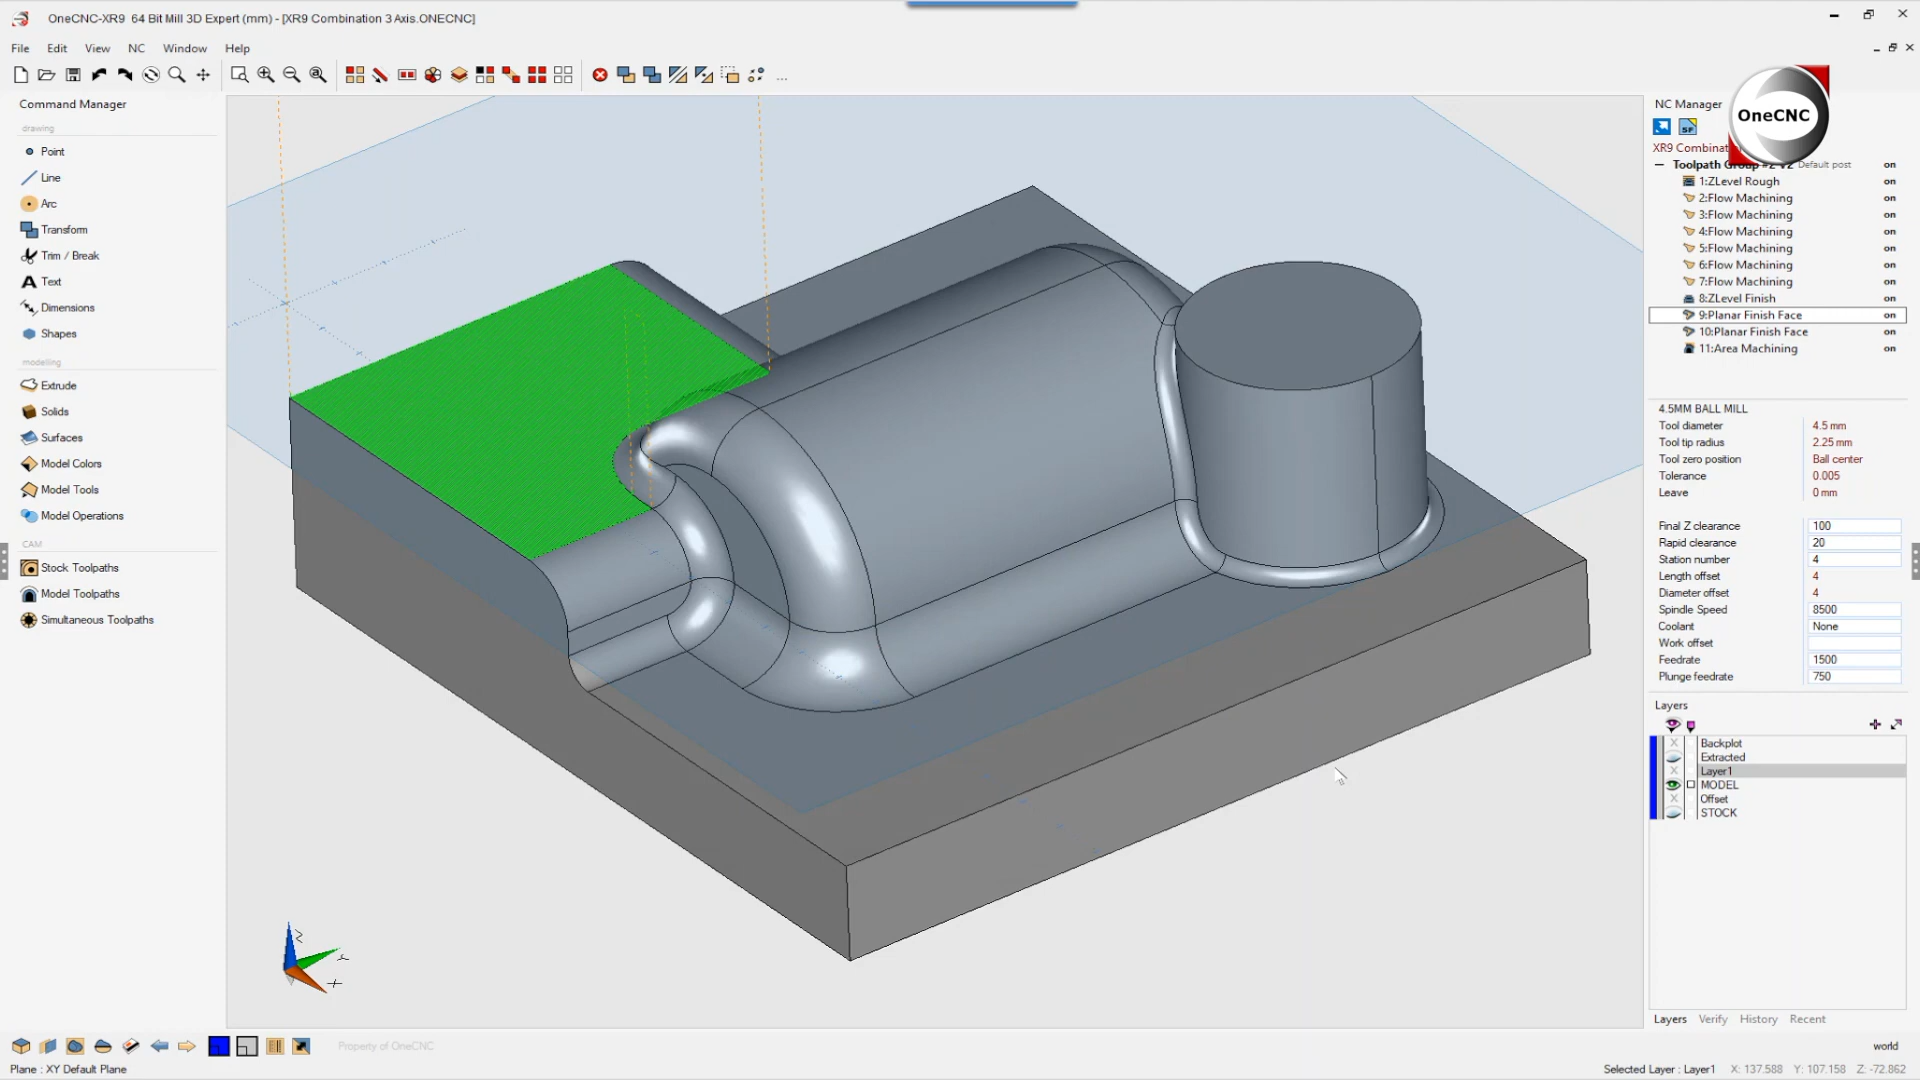 OneCNC-XR9 64 Bit Mill 3D Expert (mm) - [XR9 Combination 3 Axis.ONECNC]
File Edit View NC Window Help
...
Command Manager
drawing
Point
Line
Arc
Transform
Trim / Break
A Text
Dimensions
Shapes
modelling
Extrude
Solids
Surfaces
Model Colors
Model Tools
Model Operations
CAM
Stock Toolpaths
Model Toolpaths
Simultaneous Toolpaths
NC Manager
OneCNC
SF
XR9 Combinati
Toolpath Group #2 V2 Default post on
1:ZLevel Rough on
2:Flow Machining on
3:Flow Machining on
4:Flow Machining on
5:Flow Machining on
6:Flow Machining on
7:Flow Machining on
8:ZLevel Finish on
9:Planar Finish Face on
10:Planar Finish Face on
11:Area Machining on
4.5MM BALL MILL
Tool diameter 4.5 mm
Tool tip radius 2.25 mm
Tool zero position Ball center
Tolerance 0.005
Leave 0 mm
Final Z clearance 100
Rapid clearance 20
Station number 4
Length offset 4
Diameter offset 4
Spindle Speed 8500
Coolant None
Work offset
Feedrate 1500
Plunge feedrate 750
Layers
X Backplot
Extracted
X Layer1
MODEL
X Offset
STOCK
Layers Verify History Recent
Property of OneCNC
world
Plane : XY Default Plane
Selected Layer : Layer1 X: 137.588 Y: 107.158 Z: -72.862